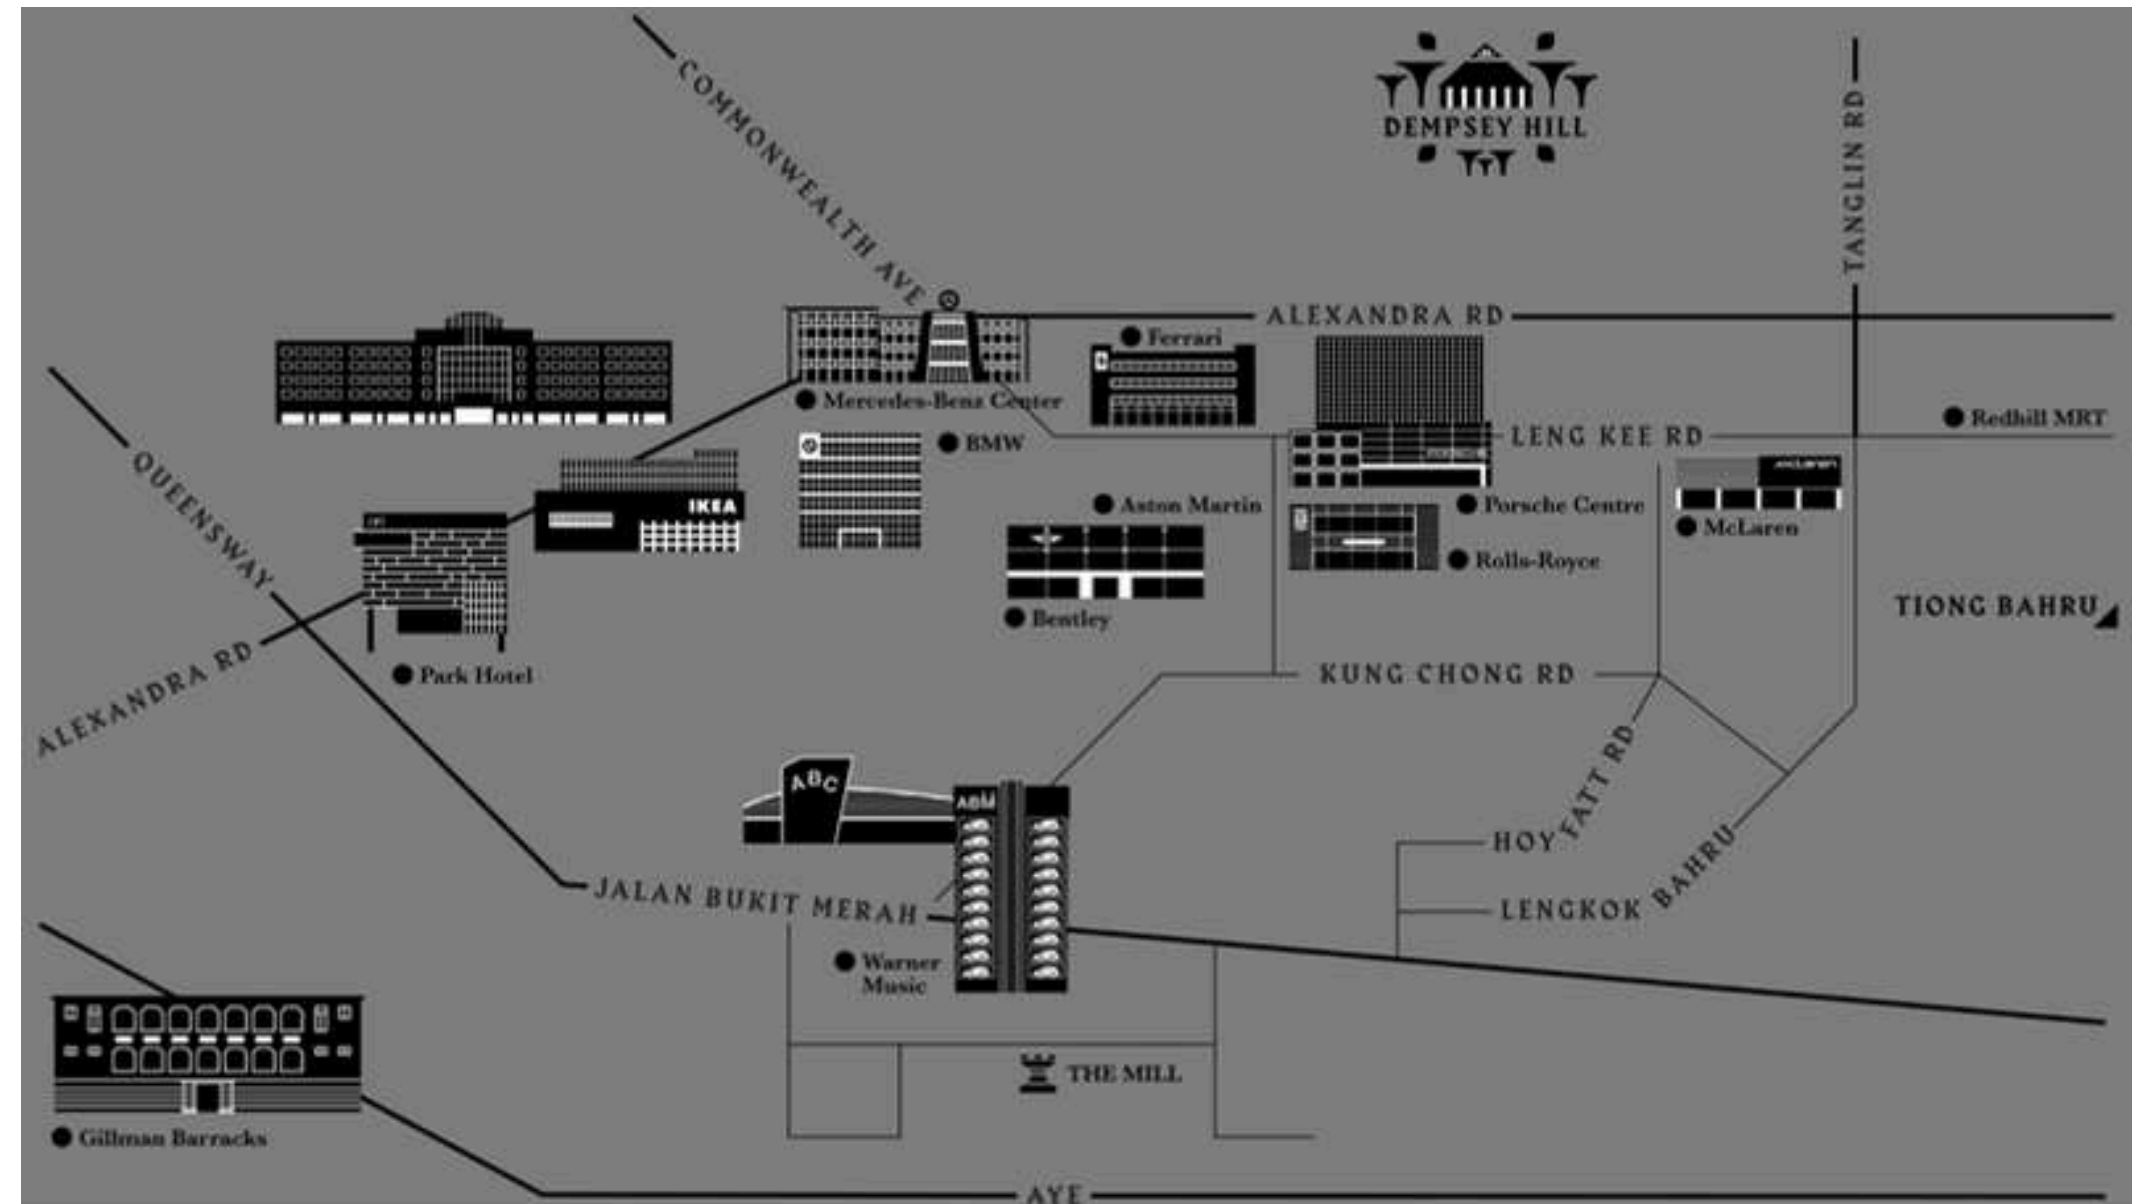 COMMONWEALTH AVE
DEMPSEY HILL
TANGLIN RD
ALEXANDRA RD
Ferrari
Mercedes-Benz Center
BMW
LENG KEE RD
Redhill MRT
QUEENSWAY
IKEA
McLaren
Aston Martin
Porsche Centre
McLaren
Rolls-Royce
Bentley
TIONG BAHRU
ALEXANDRA RD
Park Hotel
KUNG CHONG RD
ABC
ABM
HOY FATT RD
JALAN BUKIT MERAH
LENGKOK BAHRU
Warner
Music
THE MILL
Gillman Barracks
AYE